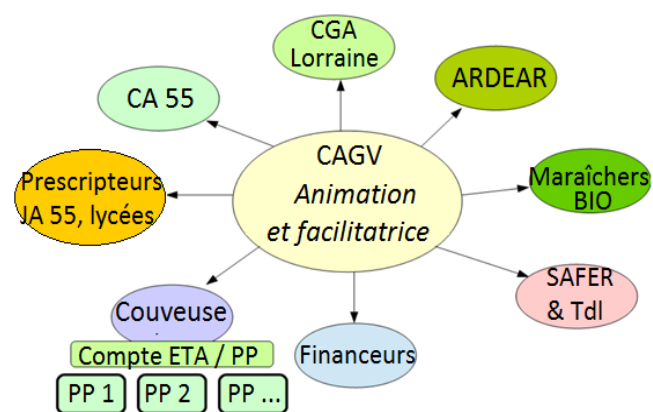 CGA
Lorraine
ARDEAR
CA 55
CAGV
Animation
et facilitatrice
Prescripteurs
JA 55, lycées
Maraîchers
BIO
SAFER
& Tdl
Couveuse
Compte ETA / PP
PP 1
PP 2
PP ...
Financeurs